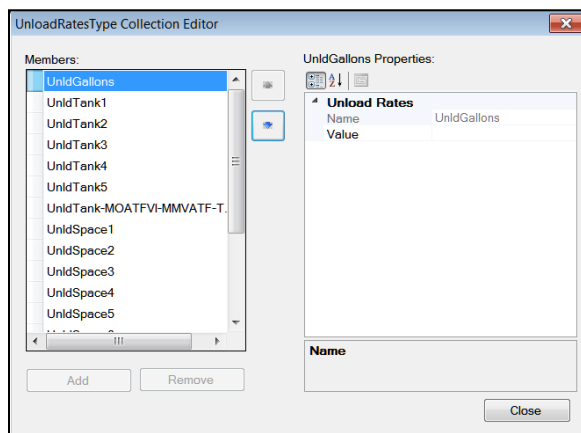 UnloadRatesType Collection Editor
Members:
UnldGallons
UnldTank1
UnldTank2
UnldTank3
UnldTank4
UnldTank5
UnldTank-MOATFVI-MMVATF-T.
UnldSpace1
UnldSpace2
UnldSpace3
UnldSpace4
UnldSpace5
Add
Remove
UnldGallons Properties:
Unload Rates
Name UnldGallons
Value
Name
Close